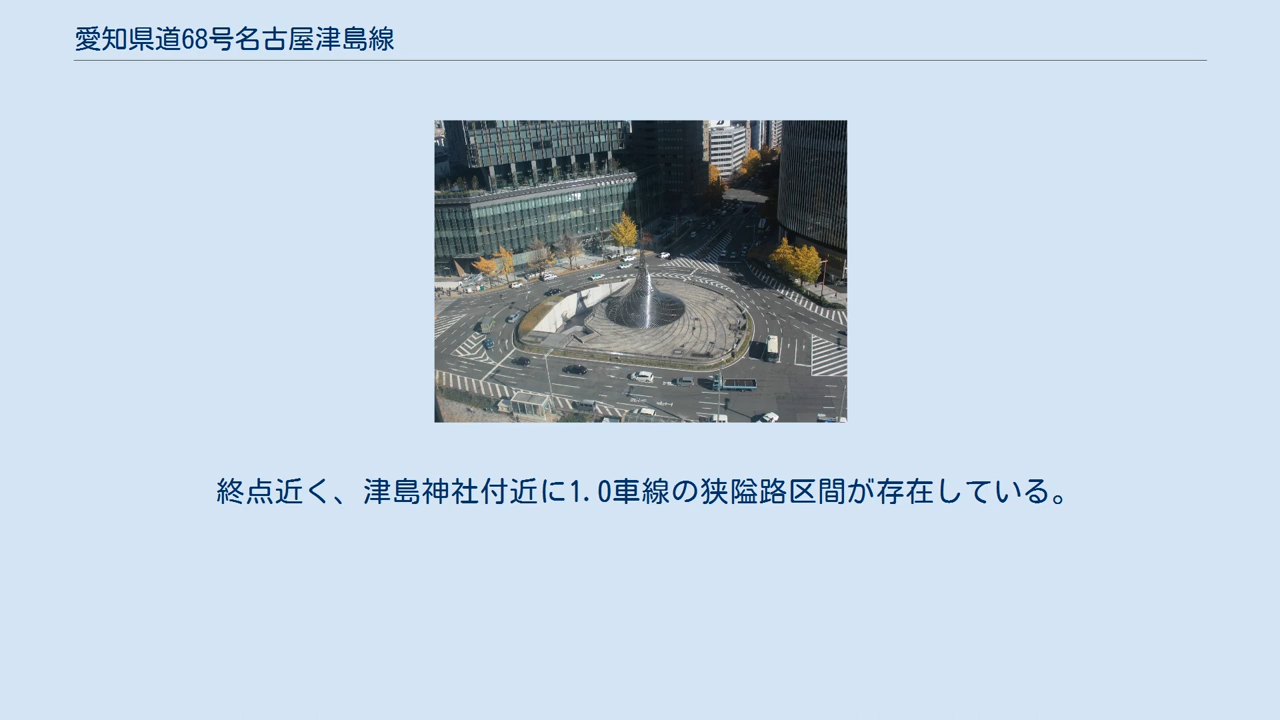 愛知県道68号名古屋津島線
終点近く、津島神社付近に1.0車線の狭隘路区間が存在している。